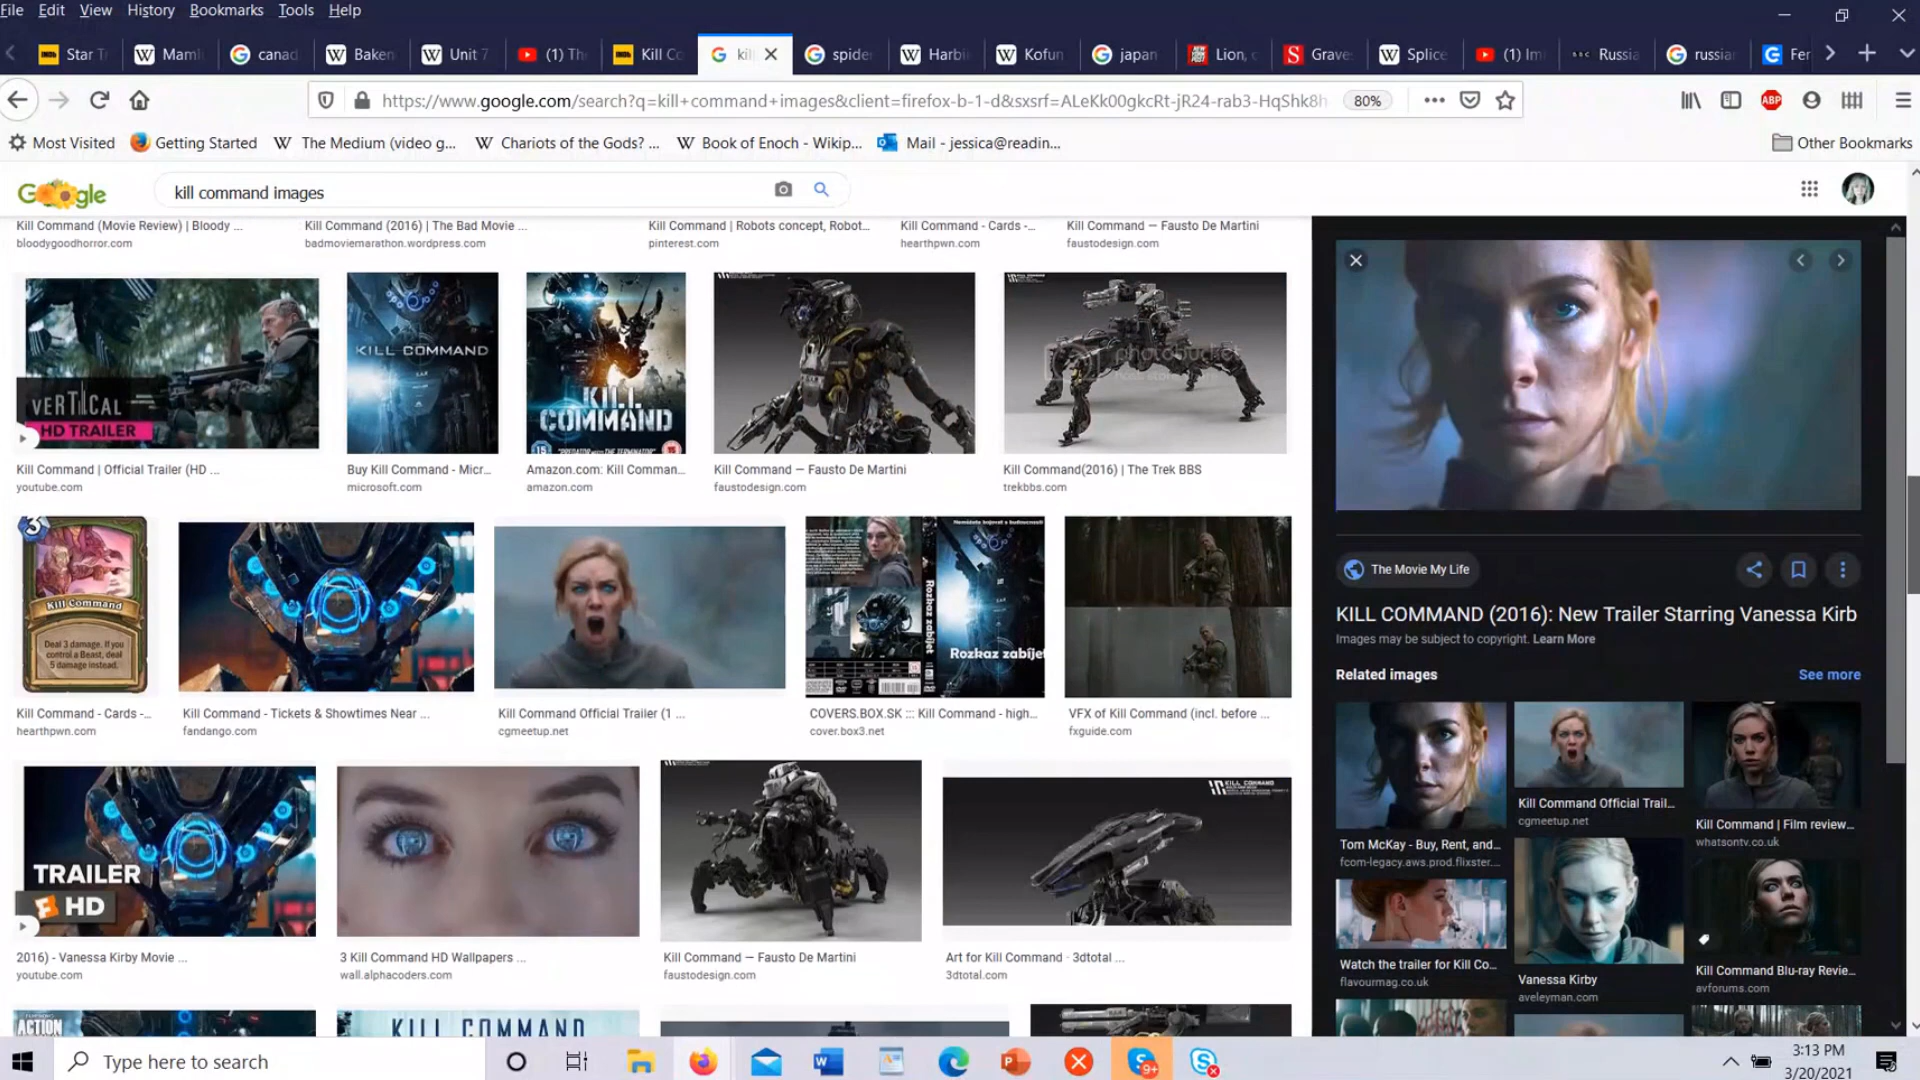 File Edit View History Bookmarks Tools Help
Star T Maml canad Baken Unit 7 (1) Th Kill Co kil spide Harbi Kofun japan Lion, c Grave Splice (1) Im Russia russia Fer
https://www.google.com/search?q=kill+command+images&client=firefox-b-1-d&sxsrf=ALeKk00gkcRt-jR24-rab3-HqShk8h 80%
ABP
Most Visited Getting Started The Medium (video g... Chariots of the Gods? ... Book of Enoch - Wikip... Mail - jessica@readin... Other Bookmarks
Google
kill command images
Kill Command (Movie Review) | Bloody ... Kill Command (2016) | The Bad Movie ... Kill Command | Robots concept, Robot... Kill Command - Cards -... Kill Command — Fausto De Martini
bloodygoodhorror.com badmoviemarathon.wordpress.com pinterest.com hearthpwn.com faustodesign.com
VERTICAL
HD TRAILER
KILL COMMAND
KILL
COMMAND
photobucket
Kill Command | Official Trailer (HD ... Buy Kill Command - Micr... Amazon.com: Kill Comman... Kill Command — Fausto De Martini Kill Command(2016) | The Trek BBS
youtube.com microsoft.com amazon.com faustodesign.com trekbbs.com
3
Kill Command
Deal 3 damage. If you
control a Beast, deal
5 damage instead.
Rozkaz zabíjet
Rozkaz zabíjet
Kill Command - Cards -... Kill Command - Tickets & Showtimes Near ... Kill Command Official Trailer (1 ... COVERS.BOX.SK ::: Kill Command - high... VFX of Kill Command (incl. before ...
hearthpwn.com fandango.com cgmeetup.net cover.box3.net fxguide.com
TRAILER
F HD
KILL COMMAND
2016) - Vanessa Kirby Movie ... 3 Kill Command HD Wallpapers ... Kill Command — Fausto De Martini Art for Kill Command · 3dtotal ...
youtube.com wall.alphacoders.com faustodesign.com 3dtotal.com
ACTION
KILL COMMAND
The Movie My Life
KILL COMMAND (2016): New Trailer Starring Vanessa Kirb
Images may be subject to copyright. Learn More
Related images See more
Tom McKay - Buy, Rent, and...
fcom-legacy.aws.prod.flixster....
Kill Command Official Trail...
cgmeetup.net
Kill Command | Film review...
whatsontv.co.uk
Watch the trailer for Kill Co...
flavourmag.co.uk
Vanessa Kirby
aveleyman.com
Kill Command Blu-ray Revie...
avforums.com
Type here to search
9+
3:13 PM
3/20/2021